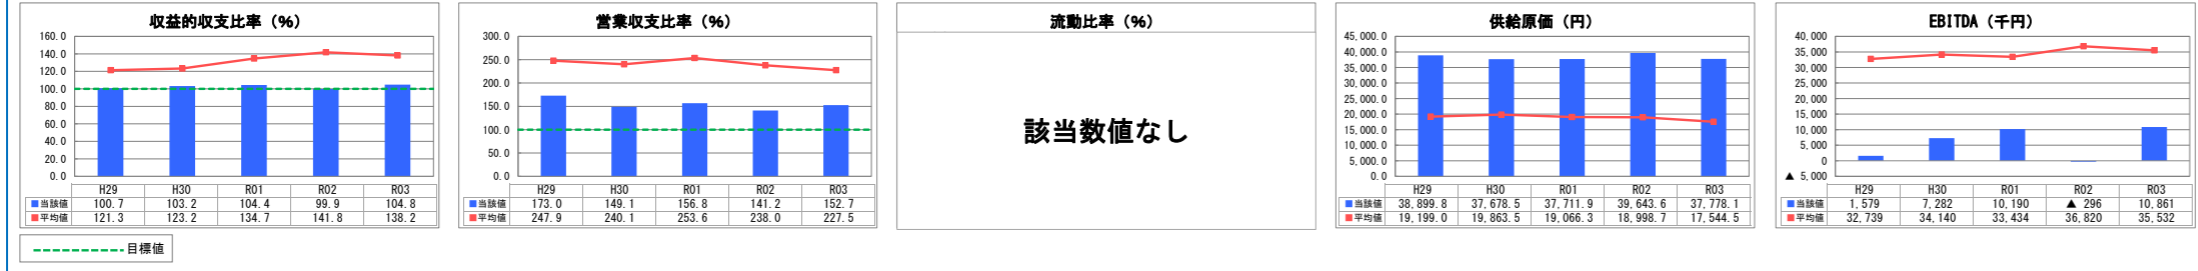 収益的収支比率（%）
160.0
140.0
120.0
100.0
80.0
60.0
40.0
20.0
0.0
H29 H30 R01 R02 R03
当該値 100.7 103.2 104.4 99.9 104.8
平均値 121.3 123.2 134.7 141.8 138.2
目標値
営業収支比率（%）
300.0
250.0
200.0
150.0
100.0
50.0
0.0
H29 H30 R01 R02 R03
当該値 173.0 149.1 156.8 141.2 152.7
平均値 247.9 240.1 253.6 238.0 227.5
流動比率（%）
該当数値なし
供給原価（円）
45,000.0
40,000.0
35,000.0
30,000.0
25,000.0
20,000.0
15,000.0
10,000.0
5,000.0
0.0
H29 H30 R01 R02 R03
当該値 38,899.8 37,678.5 37,711.9 39,643.6 37,778.1
平均値 19,199.0 19,863.5 19,066.3 18,998.7 17,544.5
EBITDA（千円）
40,000
35,000
30,000
25,000
20,000
15,000
10,000
5,000
0
▲ 5,000
H29 H30 R01 R02 R03
当該値 1,579 7,282 10,190 ▲ 296 10,861
平均値 32,739 34,140 33,434 36,820 35,532